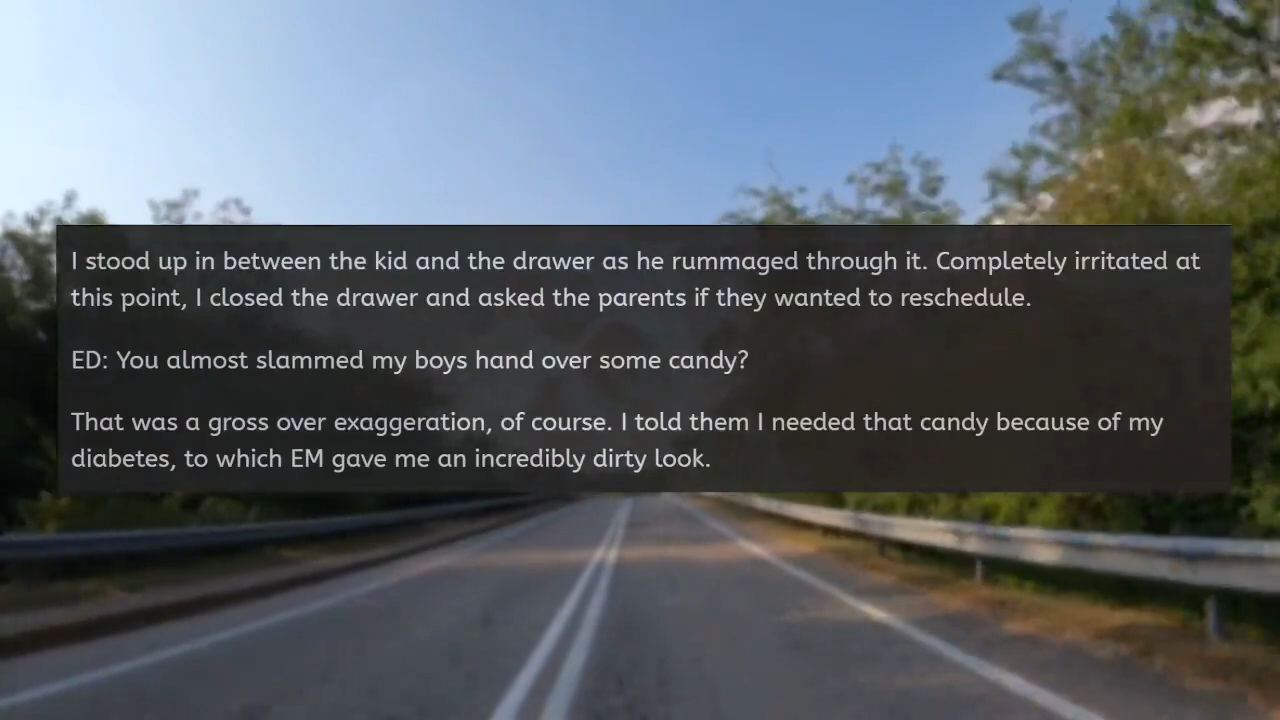 I stood up in between the kid and the drawer as he rummaged through it. Completely irritated at
this point, I closed the drawer and asked the parents if they wanted to reschedule.
ED: You almost slammed my boys hand over some candy?
That was a gross over exaggeration, of course. I told them I needed that candy because of my
diabetes, to which EM gave me an incredibly dirty look.